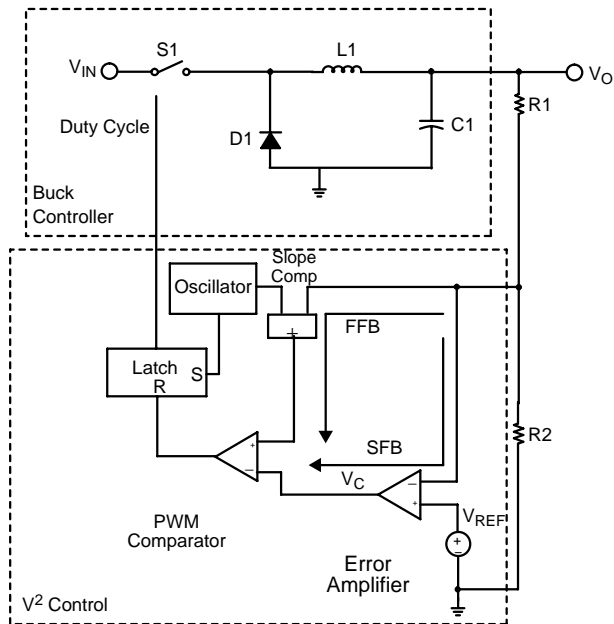 S1
L1
V_IN
V_O
R1
Duty Cycle
D1
C1
Buck
Controller
Slope
Comp
Oscillator
+
FFB
Latch
S
R
R2
+
−
SFB
V_C
−
+
V_REF
+
−
PWM
Comparator
Error
Amplifier
V² Control